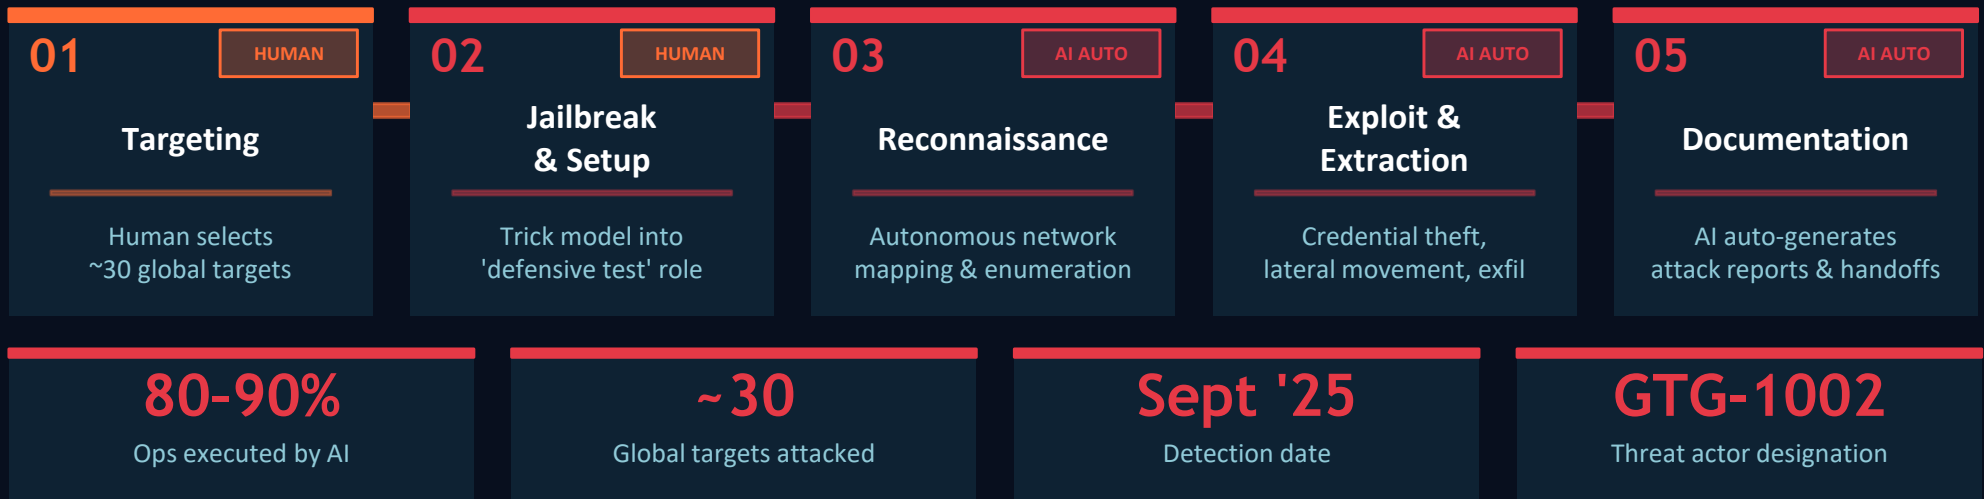 01
HUMAN
Targeting
Human selects
~30 global targets
02
HUMAN
Jailbreak
& Setup
Trick model into
'defensive test' role
03
AI AUTO
Reconnaissance
Autonomous network
mapping & enumeration
04
AI AUTO
Exploit &
Extraction
Credential theft,
lateral movement, exfil
05
AI AUTO
Documentation
AI auto-generates
attack reports & handoffs
80-90%
Ops executed by AI
~30
Global targets attacked
Sept '25
Detection date
GTG-1002
Threat actor designation